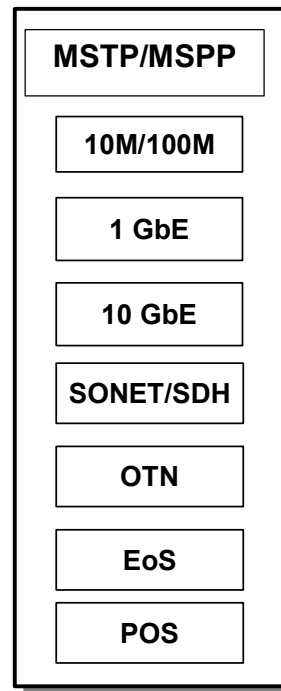 MSTP/MSPP
10M/100M
1 GbE
10 GbE
SONET/SDH
OTN
EoS
POS